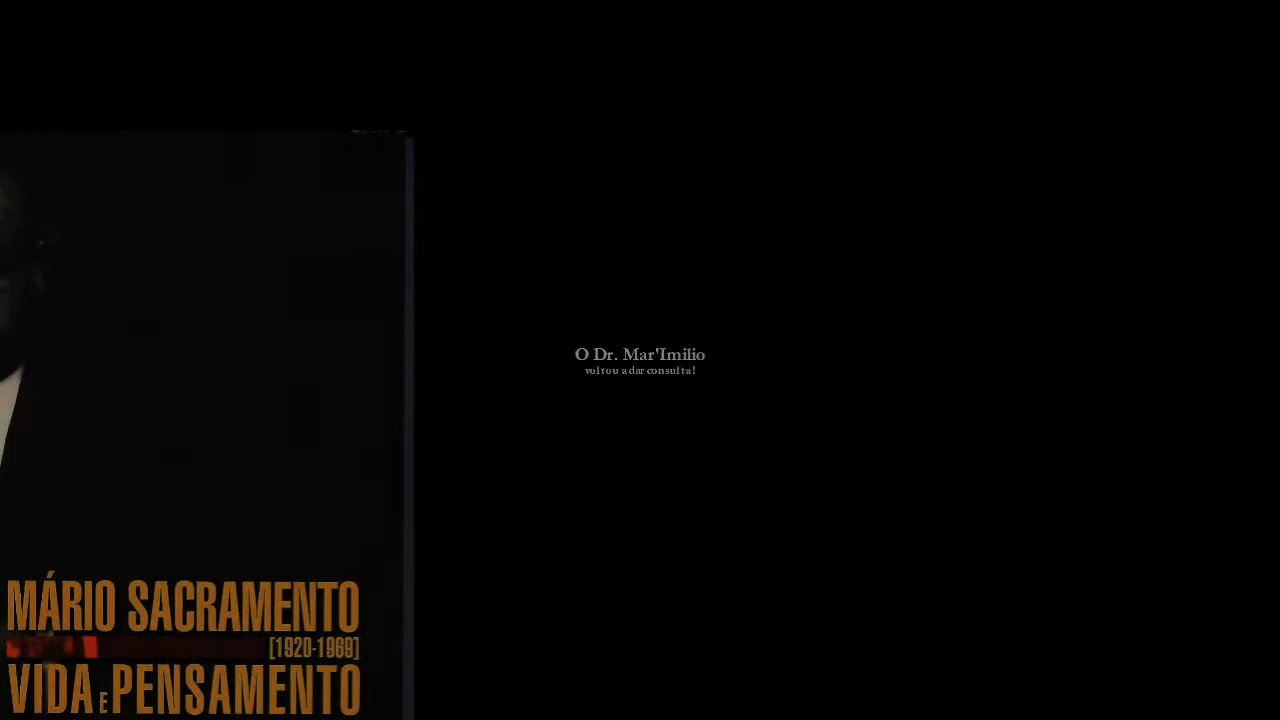 O Dr. Mar'Imilio
voltou a dar consulta!
MÁRIO SACRAMENTO
[1920-1969]
VIDA E PENSAMENTO